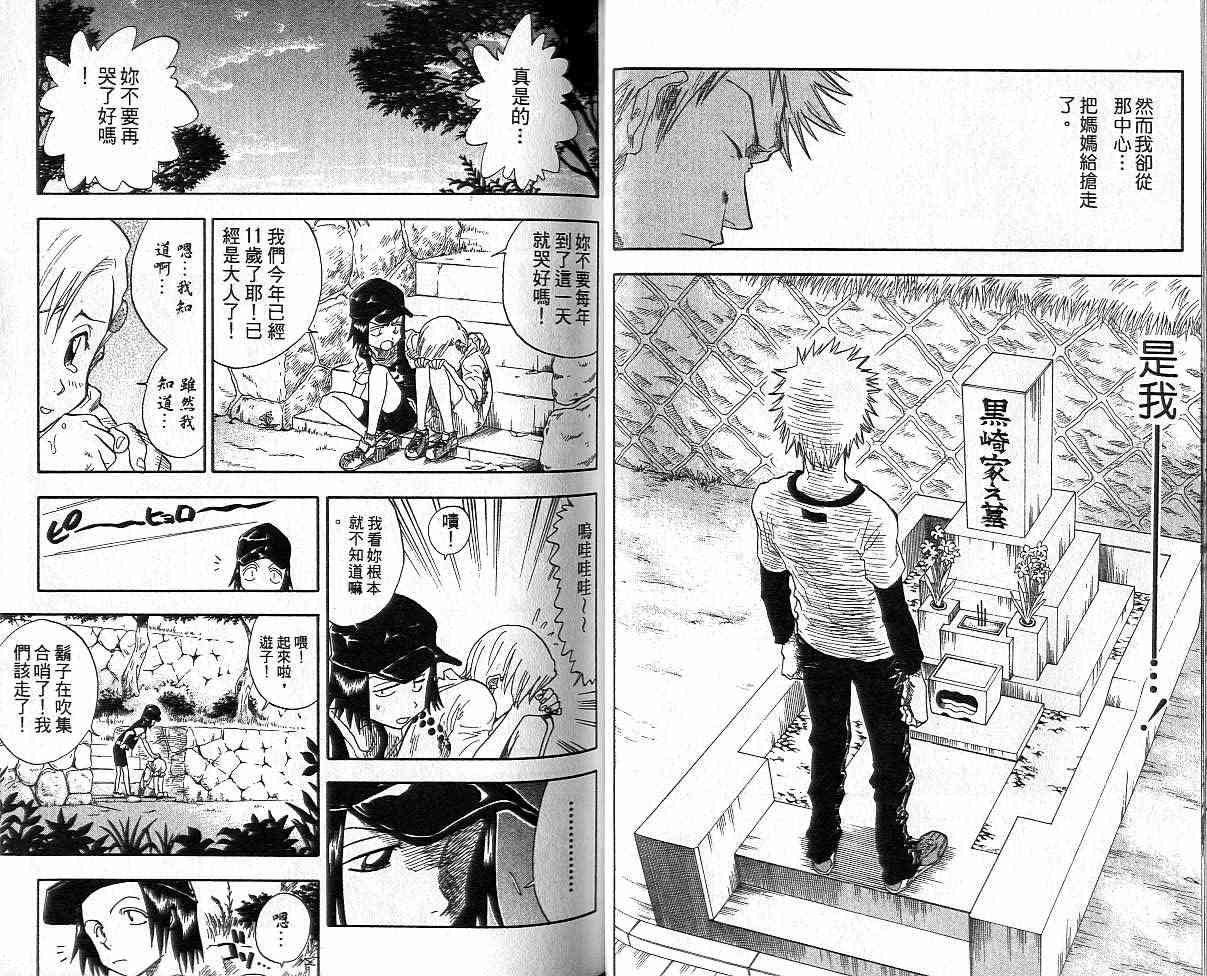 然而我卻從
那中心…
把媽媽給搶走
了。
是我——…！
黒崎家之墓
真是的…
妳不要再
哭了好嗎
！
妳不要每年
到了這一天
就哭好嗎！
我們今年已經
11歲了耶！已
經是大人了！
嗯…我知
道啊…
雖然我
知道…
嗚哇哇哇～～
嘖！
我看妳根本
就不知道嘛
。
…………
ピーーヒョロ
喂！
起來啦，
遊子！
鬍子在吹集
合哨了！我
們該走了！
嗯…